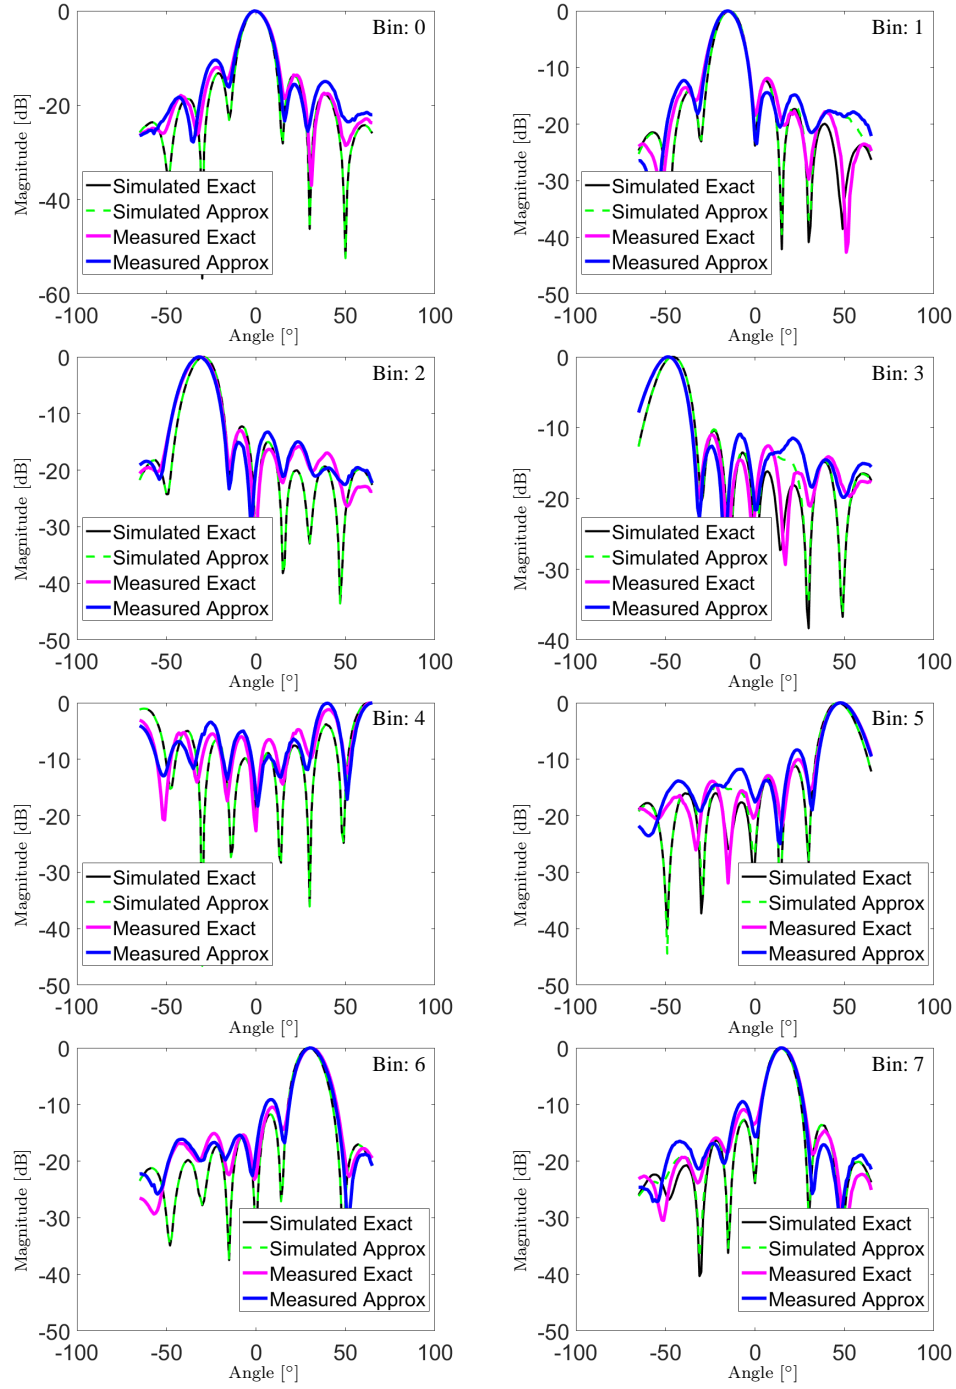 Bin: 0
0
-20
-40
-60
Magnitude [dB]
Simulated Exact
Simulated Approx
Measured Exact
Measured Approx
-100 -50 0 50 100
Angle [°]
Bin: 1
0
-10
-20
-30
-40
-50
Magnitude [dB]
Simulated Exact
Simulated Approx
Measured Exact
Measured Approx
-100 -50 0 50 100
Angle [°]
Bin: 2
0
-10
-20
-30
-40
-50
Magnitude [dB]
Simulated Exact
Simulated Approx
Measured Exact
Measured Approx
-100 -50 0 50 100
Angle [°]
Bin: 3
0
-10
-20
-30
-40
Magnitude [dB]
Simulated Exact
Simulated Approx
Measured Exact
Measured Approx
-100 -50 0 50 100
Angle [°]
Bin: 4
0
-10
-20
-30
-40
-50
Magnitude [dB]
Simulated Exact
Simulated Approx
Measured Exact
Measured Approx
-100 -50 0 50 100
Angle [°]
Bin: 5
0
-10
-20
-30
-40
-50
Magnitude [dB]
Simulated Exact
Simulated Approx
Measured Exact
Measured Approx
-100 -50 0 50 100
Angle [°]
Bin: 6
0
-10
-20
-30
-40
-50
Magnitude [dB]
Simulated Exact
Simulated Approx
Measured Exact
Measured Approx
-100 -50 0 50 100
Angle [°]
Bin: 7
0
-10
-20
-30
-40
-50
Magnitude [dB]
Simulated Exact
Simulated Approx
Measured Exact
Measured Approx
-100 -50 0 50 100
Angle [°]